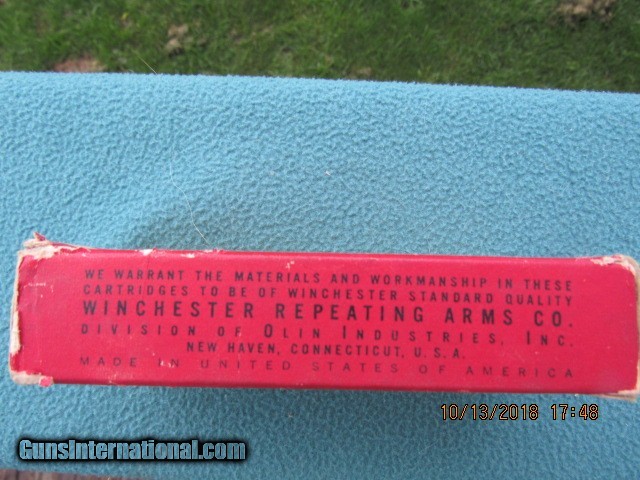 WE WARRANT THE MATERIALS AND WORKMANSHIP IN THESE
CARTRIDGES TO BE OF WINCHESTER STANDARD QUALITY
WINCHESTER REPEATING ARMS CO.
DIVISION OF OLIN INDUSTRIES, INC.
NEW HAVEN, CONNECTICUT, U.S.A.
MADE IN UNITED STATES OF AMERICA
10/13/2018 17:48
GunsInternational.com